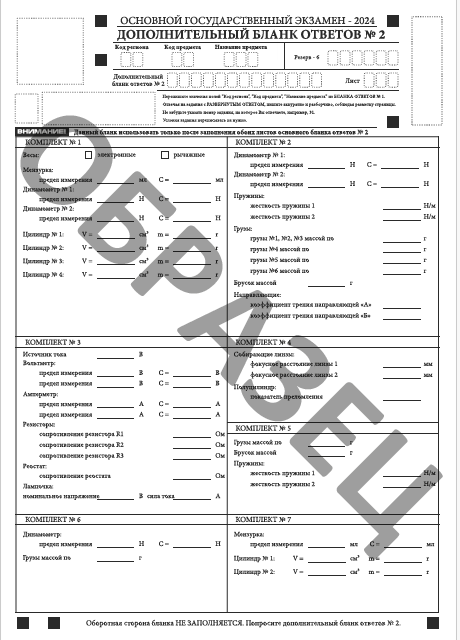 ОСНОВНОЙ ГОСУДАРСТВЕННЫЙ ЭКЗАМЕН - 2024
ДОПОЛНИТЕЛЬНЫЙ БЛАНК ОТВЕТОВ № 2
Код региона Код предмета Название предмета
Резерв - 6
Дополнительный бланк ответов № 2
Лист
Перепишите значения полей "Код региона", "Код предмета", "Название предмета" из БЛАНКА ОТВЕТОВ № 1.
Отвечая на задания с РАЗВЕРНУТЫМ ОТВЕТОМ, пишите аккуратно и разборчиво, соблюдая разметку страницы.
Не забудьте указать номер задания, на которое Вы отвечаете, например, 31.
Условия задания переписывать не нужно.
ВНИМАНИЕ! Данный бланк использовать только после заполнения обоих листов основного бланка ответов № 2
КОМПЛЕКТ № 1
Весы: электронные рычажные
Мензурка:
предел измерения мл C = мл
Динамометр № 1:
предел измерения Н C = Н
Динамометр № 2:
предел измерения Н C = Н
Цилиндр № 1: V = см³ m = г
Цилиндр № 2: V = см³ m = г
Цилиндр № 3: V = см³ m = г
Цилиндр № 4: V = см³ m = г
КОМПЛЕКТ № 2
Динамометр № 1:
предел измерения Н C = Н
Динамометр № 2:
предел измерения Н C = Н
Пружины:
жесткость пружины 1 Н/м
жесткость пружины 2 Н/м
Грузы:
грузы №1, №2, №3 массой по г
грузы №4 массой по г
грузы №5 массой по г
грузы №6 массой по г
Брусок массой г
Направляющие:
коэффициент трения направляющей «А»
коэффициент трения направляющей «Б»
КОМПЛЕКТ № 3
Источник тока В
Вольтметр:
предел измерения В C = В
предел измерения В C = В
Амперметр:
предел измерения А C = А
предел измерения А C = А
Резисторы:
сопротивление резистора R1 Ом
сопротивление резистора R2 Ом
сопротивление резистора R3 Ом
Реостат:
сопротивление реостата Ом
Лампочка:
номинальное напряжение В сила тока А
КОМПЛЕКТ № 4
Собирающие линзы:
фокусное расстояние линзы 1 мм
фокусное расстояние линзы 2 мм
Полуцилиндр:
показатель преломления
КОМПЛЕКТ № 5
Грузы массой по г
Брусок массой г
Пружины:
жесткость пружины 1 Н/м
жесткость пружины 2 Н/м
КОМПЛЕКТ № 6
Динамометр:
предел измерения Н C = Н
Грузы массой по г
КОМПЛЕКТ № 7
Мензурка:
предел измерения мл C = мл
Цилиндр № 1: V = см³ m = г
Цилиндр № 2: V = см³ m = г
Оборотная сторона бланка НЕ ЗАПОЛНЯЕТСЯ. Попросите дополнительный бланк ответов № 2.
ОБРАЗЕЦ